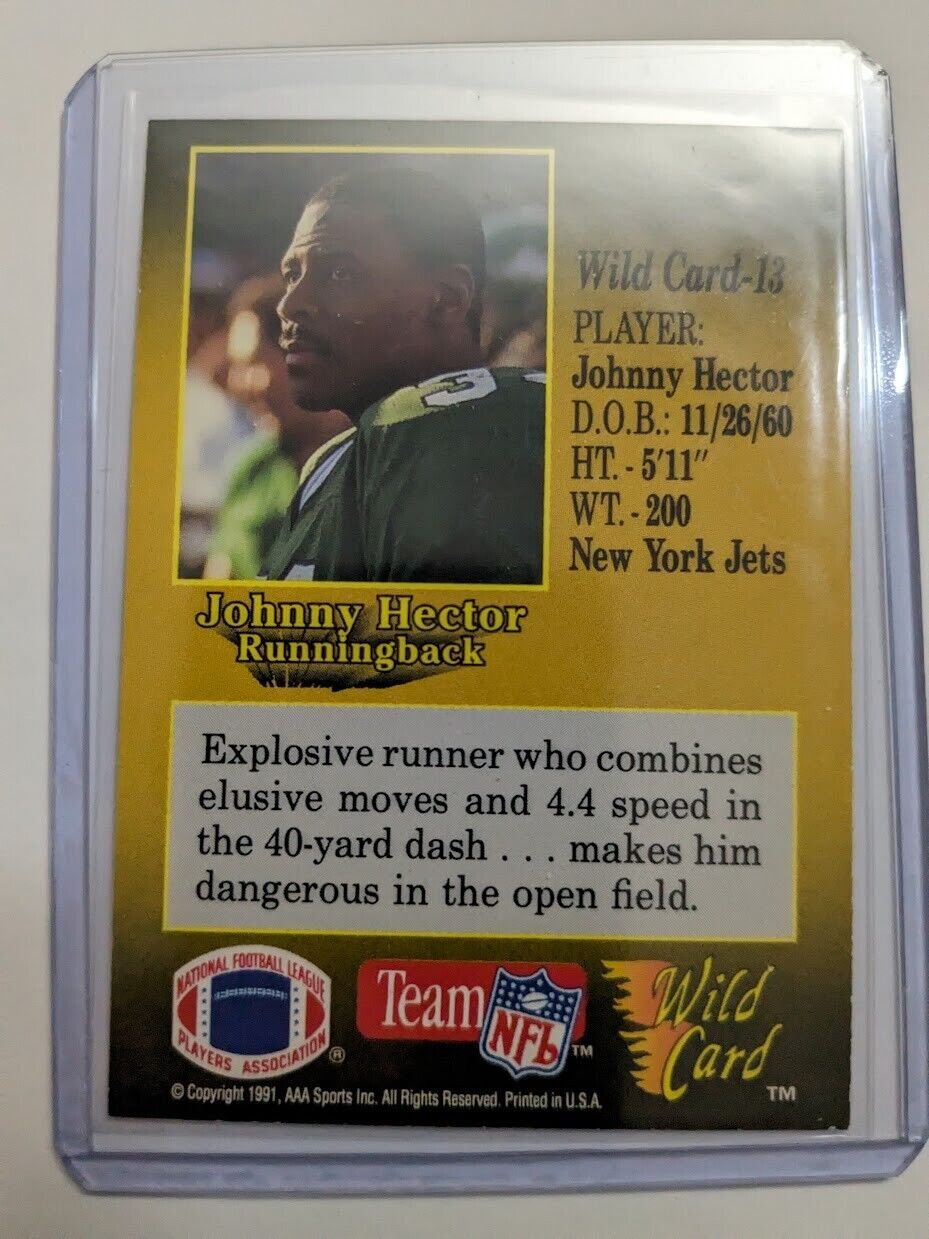 3
Wild Card-13
PLAYER:
Johnny Hector
D.O.B.: 11/26/60
HT. - 5'11"
WT. - 200
New York Jets
Johnny Hector
Runningback
Explosive runner who combines
elusive moves and 4.4 speed in
the 40-yard dash . . . makes him
dangerous in the open field.
NATIONAL FOOTBALL LEAGUE
PLAYERS ASSOCIATION ®
Team NFL ™
Wild
Card ™
© Copyright 1991, AAA Sports Inc. All Rights Reserved. Printed in U.S.A.